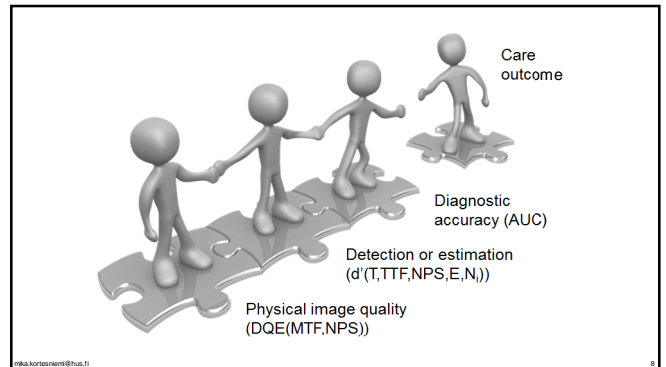 Care
outcome
Diagnostic
accuracy (AUC)
Detection or estimation
(d'(T,TTF,NPS,E,Nᵢ))
Physical image quality
(DQE(MTF,NPS))
mika.kortesniemi@hus.fi
8